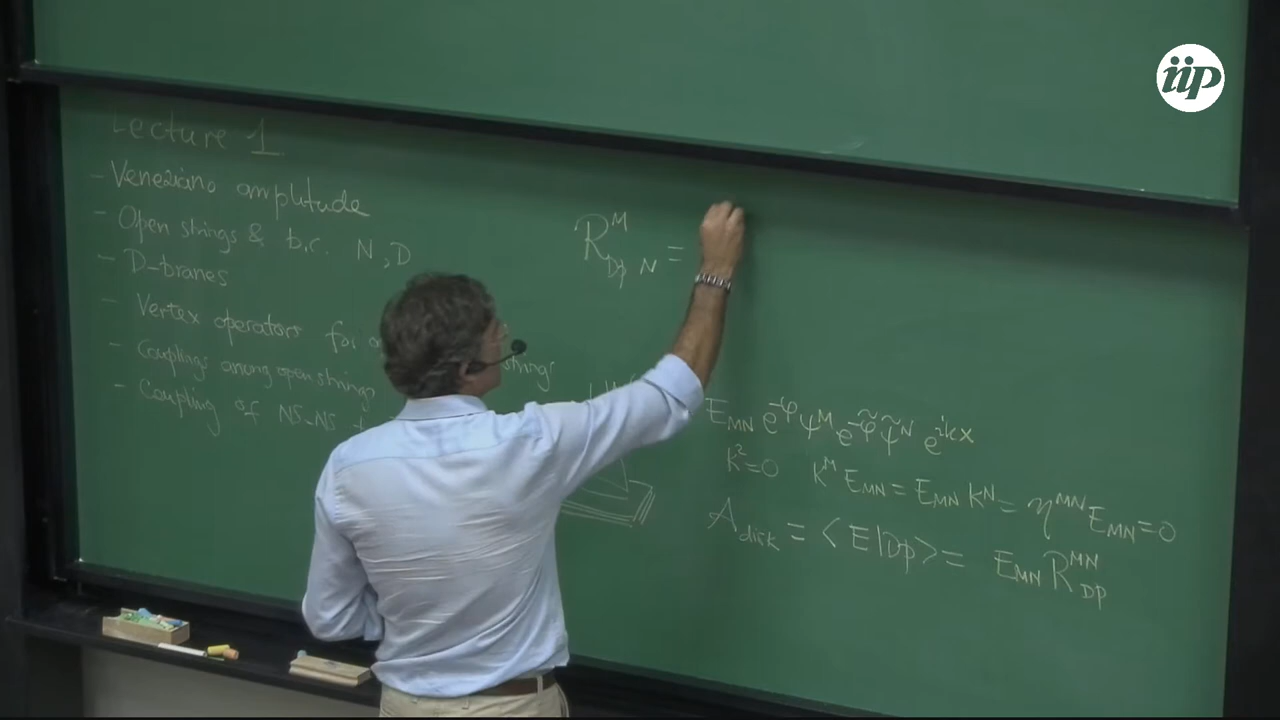 Lecture 1
- Veneziano amplitude
- Open strings & b.c. N, D
- D-branes
- Vertex operators for
- Couplings among open strings
- Coupling of NS-NS
R^M_{Dp N} =
E_{MN} e^{-φ} ψ^M e^{-φ̃} ψ̃^N e^{ikx}
k²=0 k^M E_{MN} = E_{MN} k^N = η^{MN} E_{MN} = 0
A_{disk} = ⟨E|Dp⟩ = E_{MN} R^{MN}_{Dp}
iip